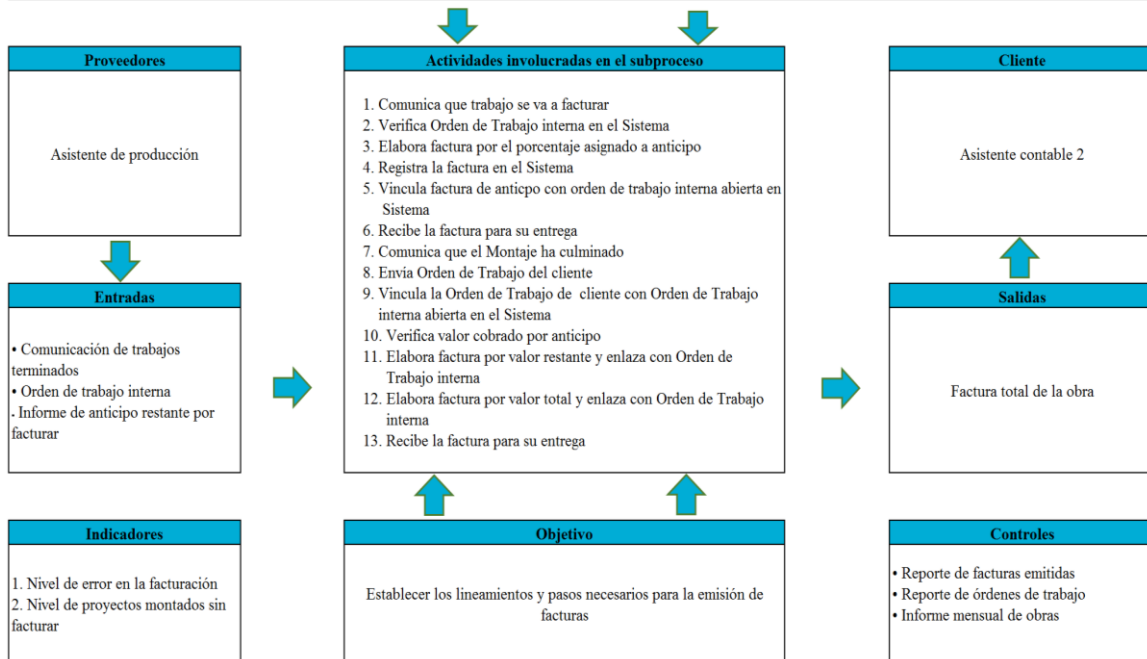 Proveedores
Asistente de producción
Entradas
• Comunicación de trabajos
terminados
• Orden de trabajo interna
- Informe de anticipo restante por
facturar
Indicadores
1. Nivel de error en la facturación
2. Nivel de proyectos montados sin
facturar
Actividades involucradas en el subproceso
1. Comunica que trabajo se va a facturar
2. Verifica Orden de Trabajo interna en el Sistema
3. Elabora factura por el porcentaje asignado a anticipo
4. Registra la factura en el Sistema
5. Vincula factura de anticpo con orden de trabajo interna abierta en
Sistema
6. Recibe la factura para su entrega
7. Comunica que el Montaje ha culminado
8. Envía Orden de Trabajo del cliente
9. Vincula la Orden de Trabajo de cliente con Orden de Trabajo
interna abierta en el Sistema
10. Verifica valor cobrado por anticipo
11. Elabora factura por valor restante y enlaza con Orden de
Trabajo interna
12. Elabora factura por valor total y enlaza con Orden de Trabajo
interna
13. Recibe la factura para su entrega
Objetivo
Establecer los lineamientos y pasos necesarios para la emisión de
facturas
Cliente
Asistente contable 2
Salidas
Factura total de la obra
Controles
• Reporte de facturas emitidas
• Reporte de órdenes de trabajo
• Informe mensual de obras